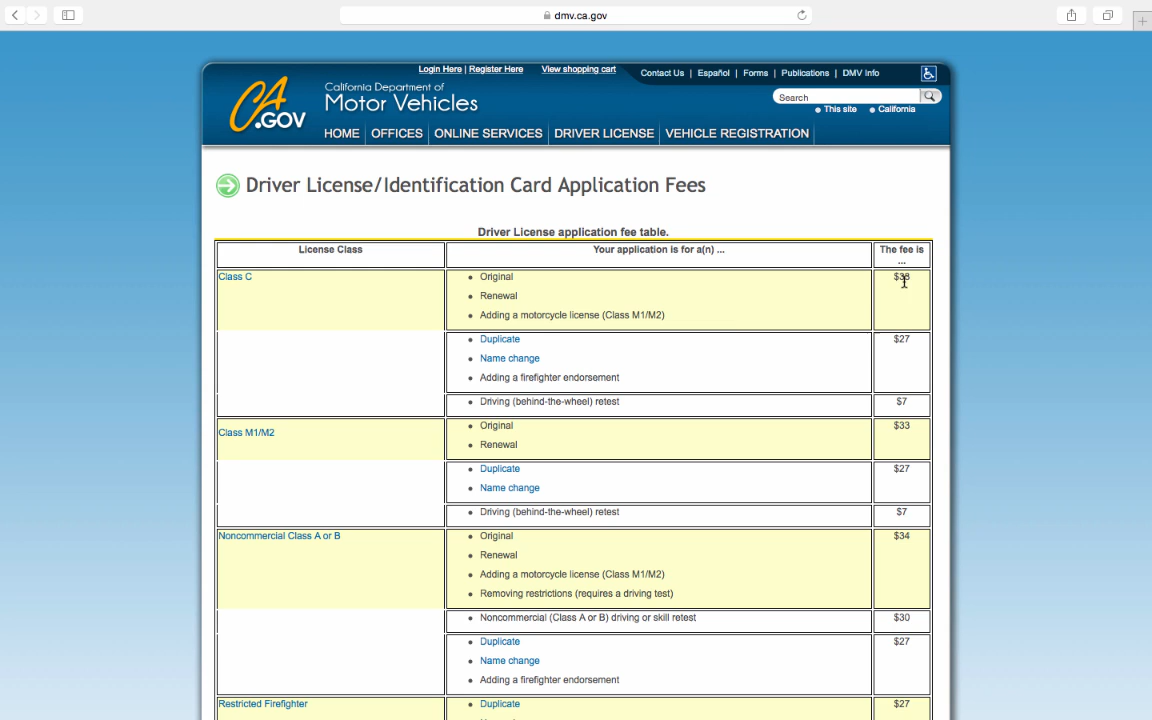 dmv.ca.gov
Login Here | Register Here
View shopping cart
Contact Us | Español | Forms | Publications | DMV Info
CA.GOV
California Department of
Motor Vehicles
Search
This site
California
HOME
OFFICES
ONLINE SERVICES
DRIVER LICENSE
VEHICLE REGISTRATION
Driver License/Identification Card Application Fees
Driver License application fee table.
License Class
Your application is for a(n) ...
The fee is
...
Class C
Original
Renewal
Adding a motorcycle license (Class M1/M2)
Duplicate
Name change
Adding a firefighter endorsement
$27
Driving (behind-the-wheel) retest
$7
Class M1/M2
Original
Renewal
$33
Duplicate
Name change
$27
Driving (behind-the-wheel) retest
$7
Noncommercial Class A or B
Original
Renewal
Adding a motorcycle license (Class M1/M2)
Removing restrictions (requires a driving test)
$34
Noncommercial (Class A or B) driving or skill retest
$30
Duplicate
Name change
Adding a firefighter endorsement
$27
Restricted Firefighter
Duplicate
$27